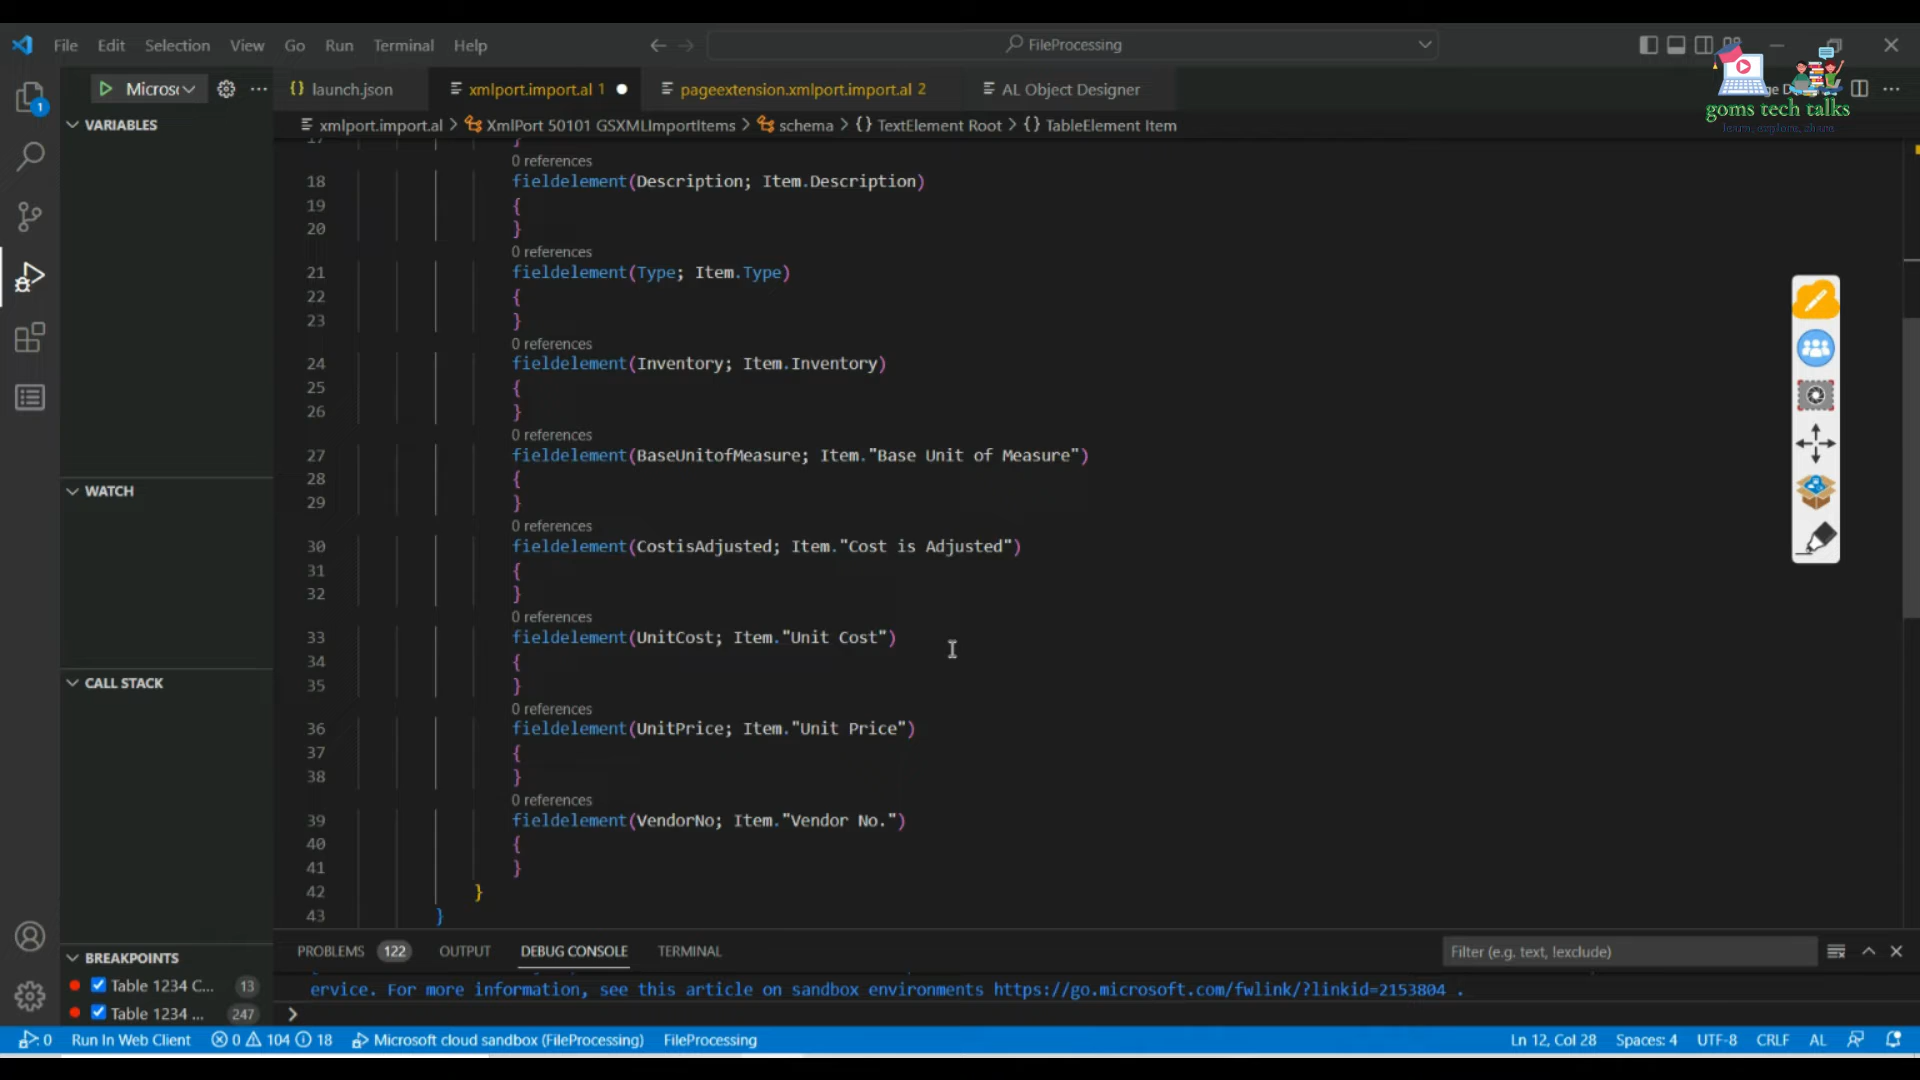 File Edit Selection View Go Run Terminal Help
FileProcessing
goms tech talks
learn, explore, share
Micros
launch.json
xmlport.import.al 1
pageextension.xmlport.import.al 2
AL Object Designer
xmlport.import.al > XmlPort 50101 GSXMLImportItems > schema > {} TextElement Root > {} TableElement Item
VARIABLES
WATCH
CALL STACK
BREAKPOINTS
Table 1234 C... 13
Table 1234 ... 247
17 }
0 references
18 fieldelement(Description; Item.Description)
19 {
20 }
0 references
21 fieldelement(Type; Item.Type)
22 {
23 }
0 references
24 fieldelement(Inventory; Item.Inventory)
25 {
26 }
0 references
27 fieldelement(BaseUnitofMeasure; Item."Base Unit of Measure")
28 {
29 }
0 references
30 fieldelement(CostisAdjusted; Item."Cost is Adjusted")
31 {
32 }
0 references
33 fieldelement(UnitCost; Item."Unit Cost")
34 {
35 }
0 references
36 fieldelement(UnitPrice; Item."Unit Price")
37 {
38 }
0 references
39 fieldelement(VendorNo; Item."Vendor No.")
40 {
41 }
42 }
43 }
PROBLEMS 122 OUTPUT DEBUG CONSOLE TERMINAL
Filter (e.g. text, !exclude)
ervice. For more information, see this article on sandbox environments https://go.microsoft.com/fwlink/?linkid=2153804 .
>
0 Run In Web Client 0 104 18 Microsoft cloud sandbox (FileProcessing) FileProcessing
Ln 12, Col 28 Spaces: 4 UTF-8 CRLF AL